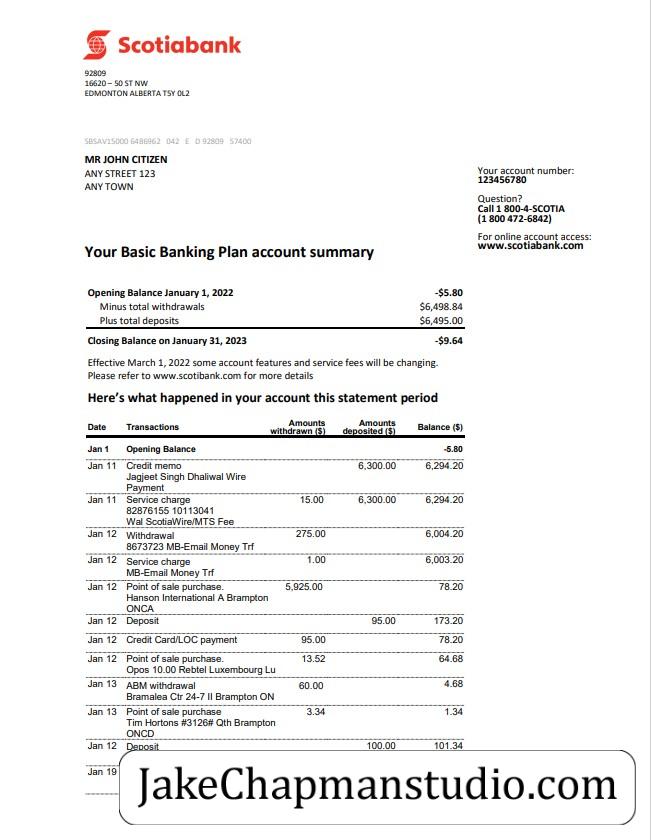 Scotiabank
92809
16620 – 50 ST NW
EDMONTON ALBERTA T5Y 0L2
SBSAV15000 6486962 042 E D 92809 57400
MR JOHN CITIZEN
ANY STREET 123
ANY TOWN
Your account number:
123456780
Question?
Call 1 800-4-SCOTIA
(1 800 472-6842)
For online account access:
www.scotiabank.com
Your Basic Banking Plan account summary
Opening Balance January 1, 2022 -$5.80
Minus total withdrawals $6,498.84
Plus total deposits $6,495.00
Closing Balance on January 31, 2023 -$9.64
Effective March 1, 2022 some account features and service fees will be changing.
Please refer to www.scotibank.com for more details
Here's what happened in your account this statement period
Date Transactions Amounts withdrawn ($) Amounts deposited ($) Balance ($)
Jan 1 Opening Balance -5.80
Jan 11 Credit memo 6,300.00 6,294.20
Jagjeet Singh Dhaliwal Wire
Payment
Jan 11 Service charge 15.00 6,300.00 6,294.20
82876155 10113041
Wal ScotiaWire/MTS Fee
Jan 12 Withdrawal 275.00 6,004.20
8673723 MB-Email Money Trf
Jan 12 Service charge 1.00 6,003.20
MB-Email Money Trf
Jan 12 Point of sale purchase. 5,925.00 78.20
Hanson International A Brampton
ONCA
Jan 12 Deposit 95.00 173.20
Jan 12 Credit Card/LOC payment 95.00 78.20
Jan 12 Point of sale purchase. 13.52 64.68
Opos 10.00 Rebtel Luxembourg Lu
Jan 13 ABM withdrawal 60.00 4.68
Bramalea Ctr 24-7 II Brampton ON
Jan 13 Point of sale purchase 3.34 1.34
Tim Hortons #3126# Qth Brampton
ONCD
Jan 12 Deposit 100.00 101.34
Jan 19
JakeChapmanstudio.com